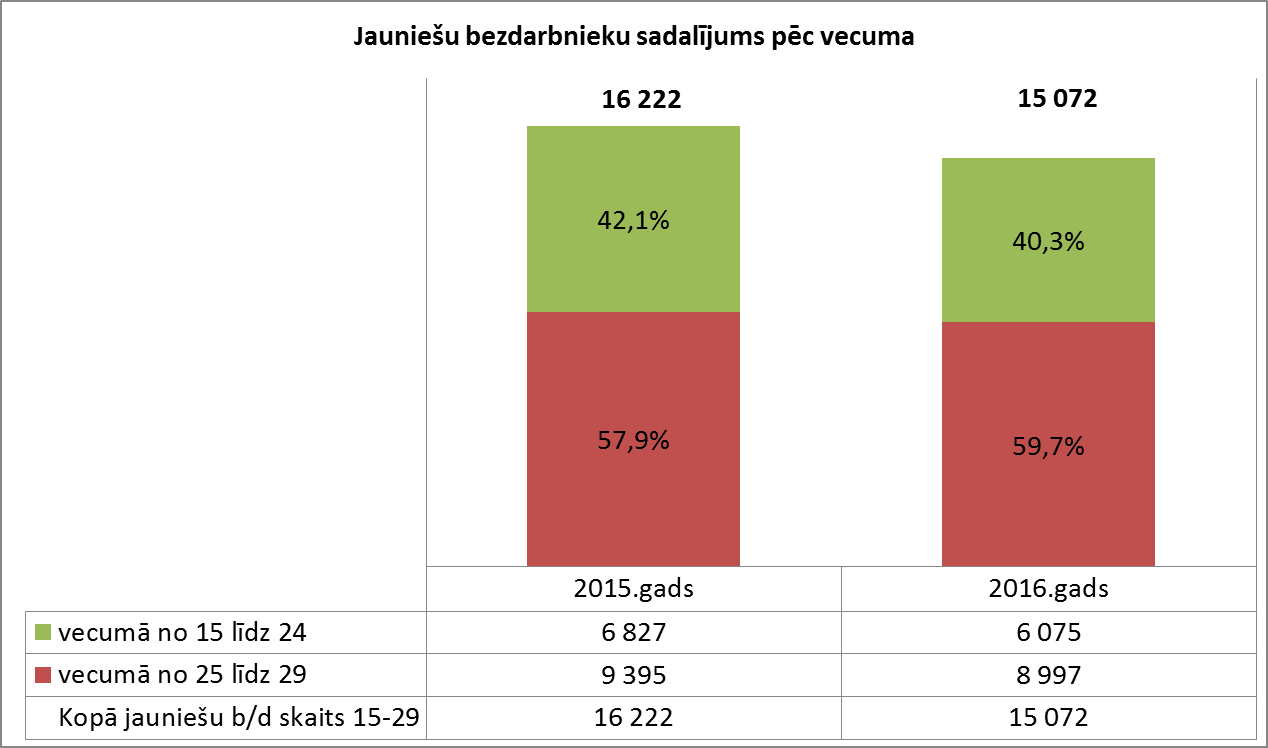 Jauniešu bezdarbnieku sadalījums pēc vecuma
16 222 15 072
42,1% 40,3%
57,9% 59,7%
2015.gads 2016.gads
vecumā no 15 līdz 24 6 827 6 075
vecumā no 25 līdz 29 9 395 8 997
Kopā jauniešu b/d skaits 15-29 16 222 15 072